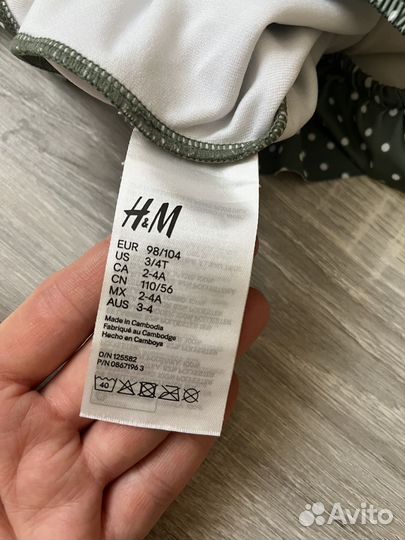 H&M
EUR 98/104
US 3/4T
CA 2-4A
CN 110/56
MX 2-4A
AUS 3-4
Made in Cambodia
Fabriqué au Cambodge
Hecho en Camboya
O/N 125582
P/N 0867196 3
40
Avito